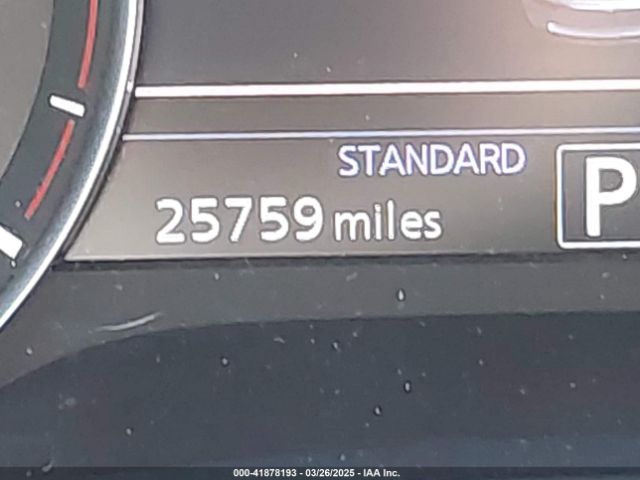 STANDARD
P
25759 miles
000-41878193 - 03/26/2025 - IAA Inc.